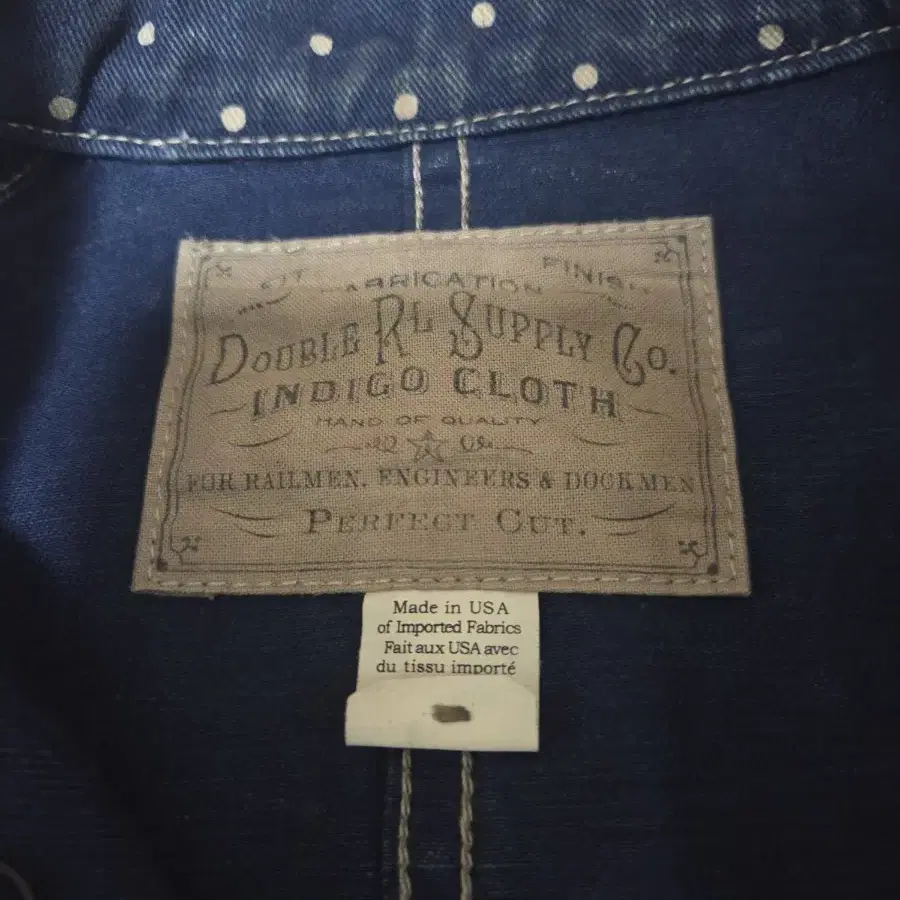 FIT FABRICATION FINISH
DOUBLE RL SUPPLY CO.
INDIGO CLOTH
HAND OF QUALITY
FOR RAILMEN, ENGINEERS & DOCKMEN
PERFECT CUT.
Made in USA
of Imported Fabrics
Fait aux USA avec
du tissu importé